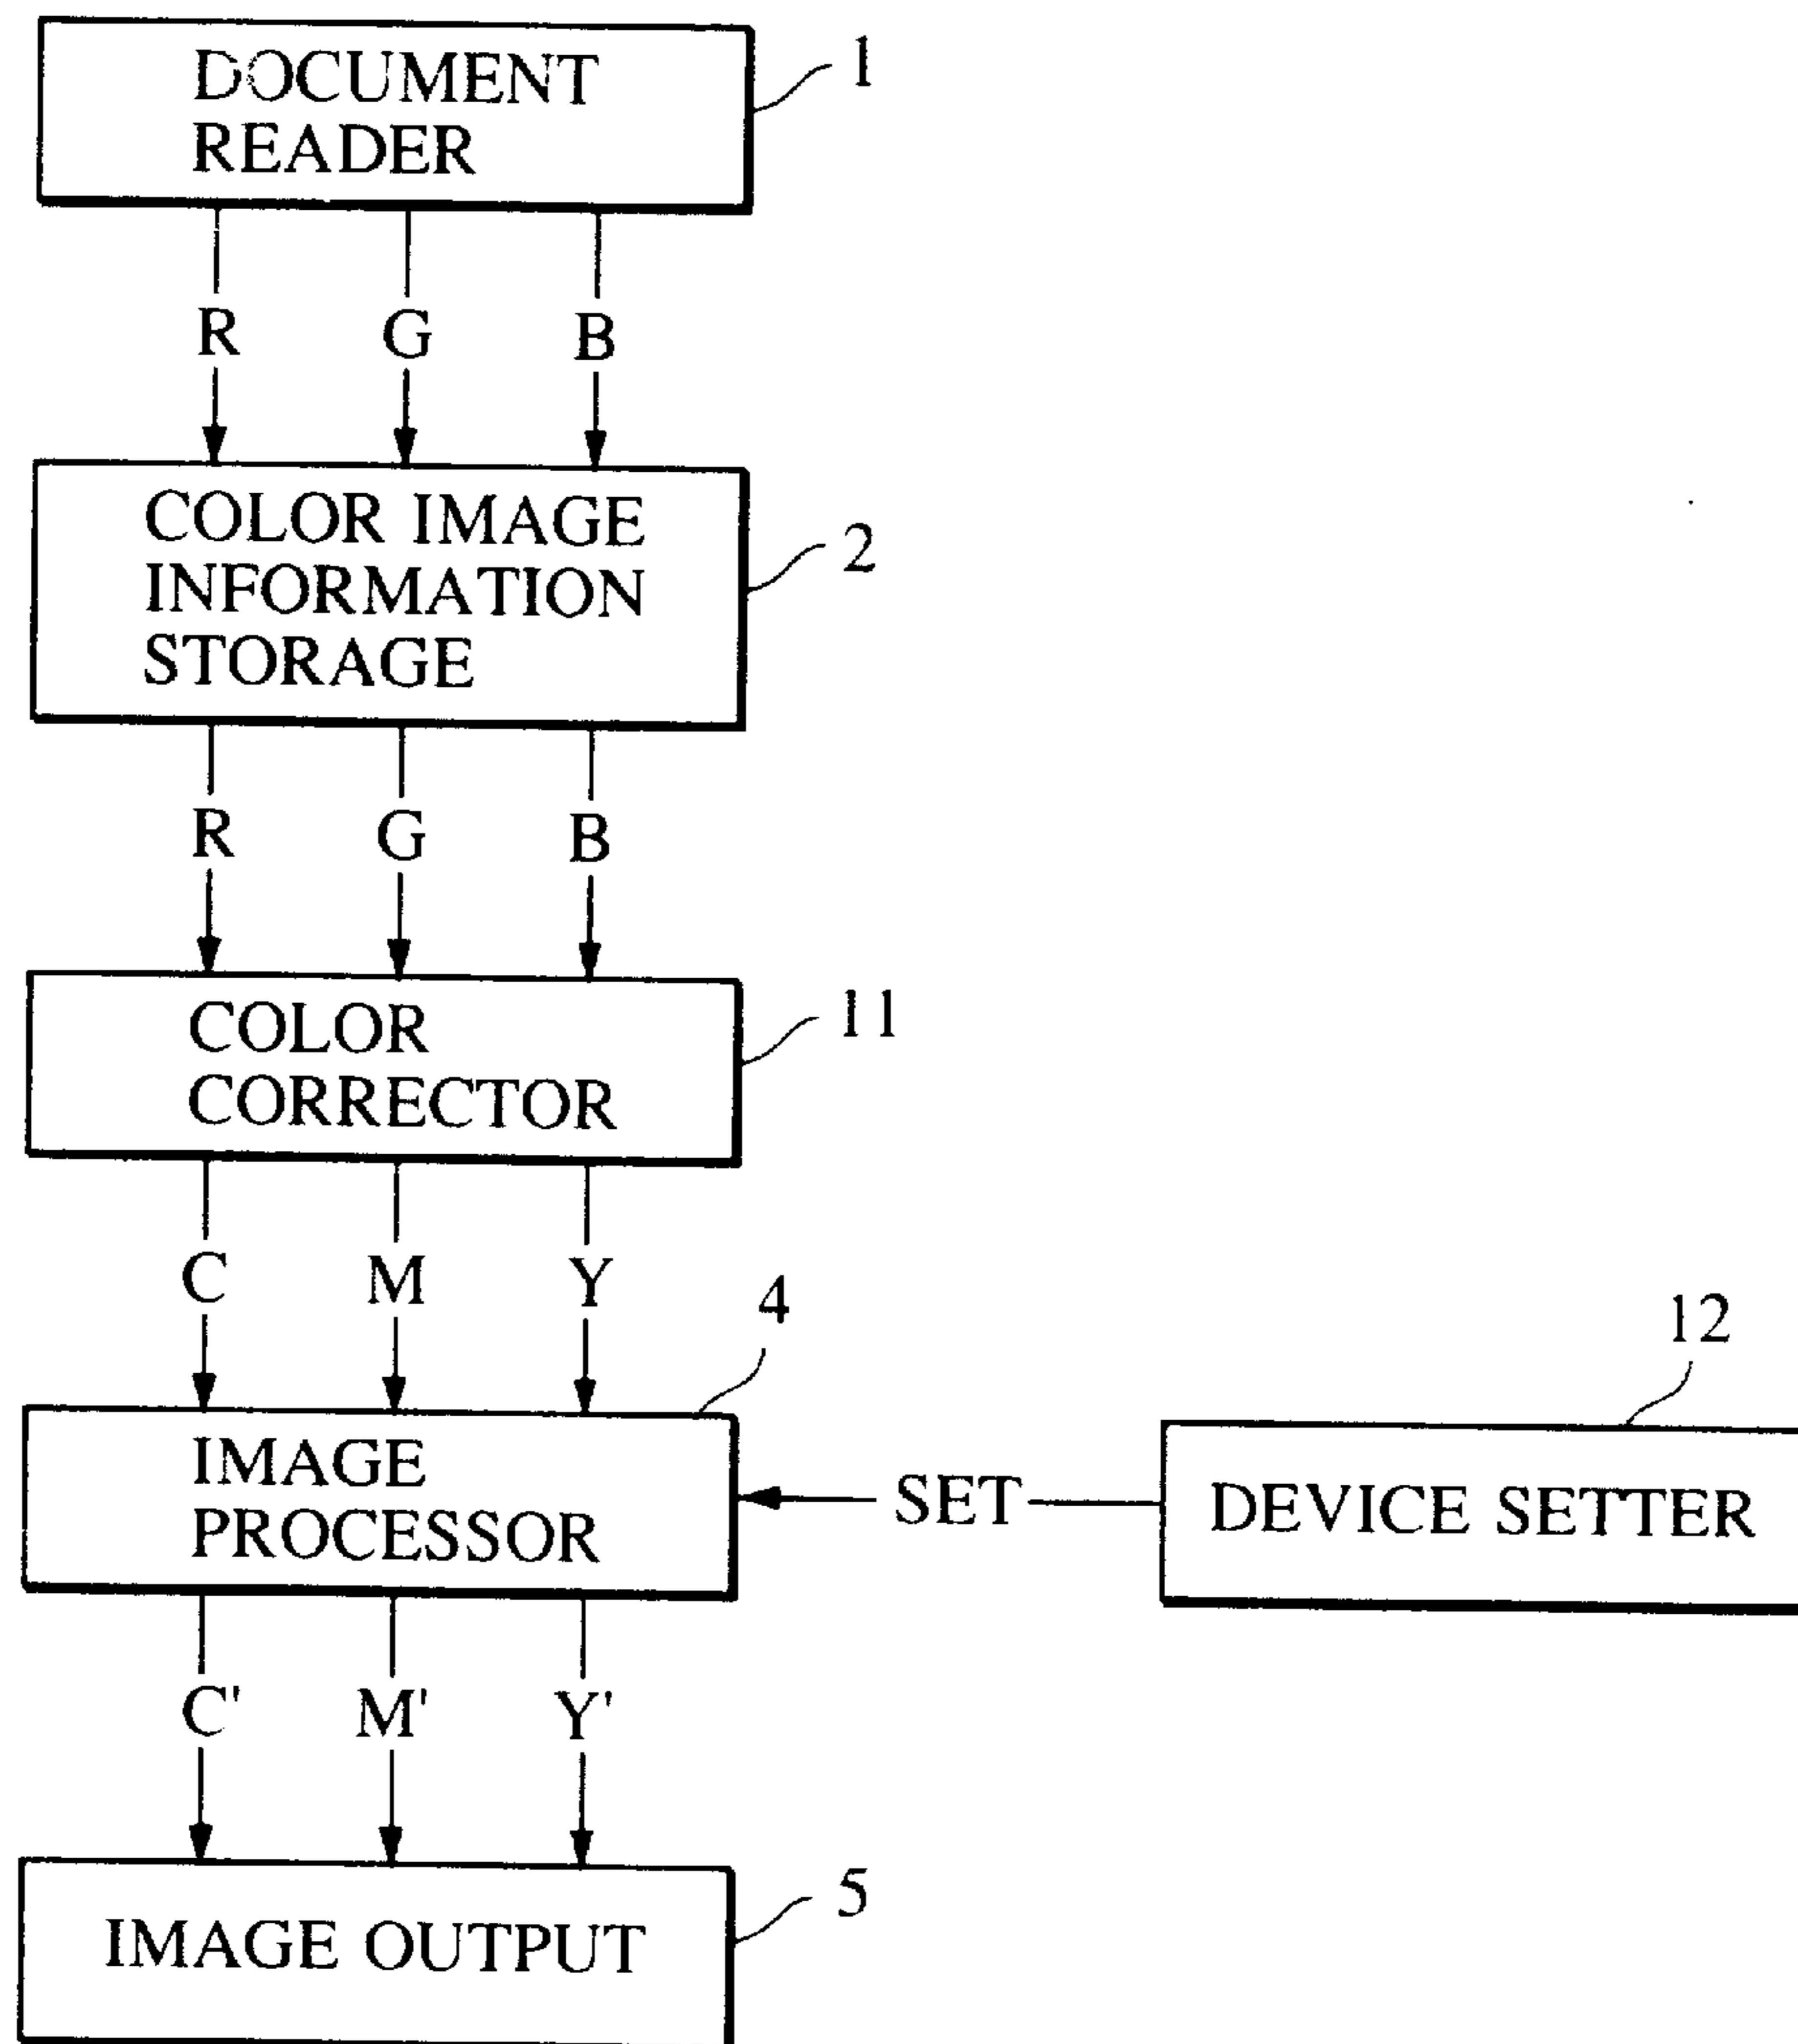 DOCUMENT
READER
1
R G B
COLOR IMAGE
INFORMATION
STORAGE
2
R G B
COLOR
CORRECTOR
11
C M Y
4
12
IMAGE
PROCESSOR
SET
DEVICE SETTER
C' M' Y'
IMAGE OUTPUT
5